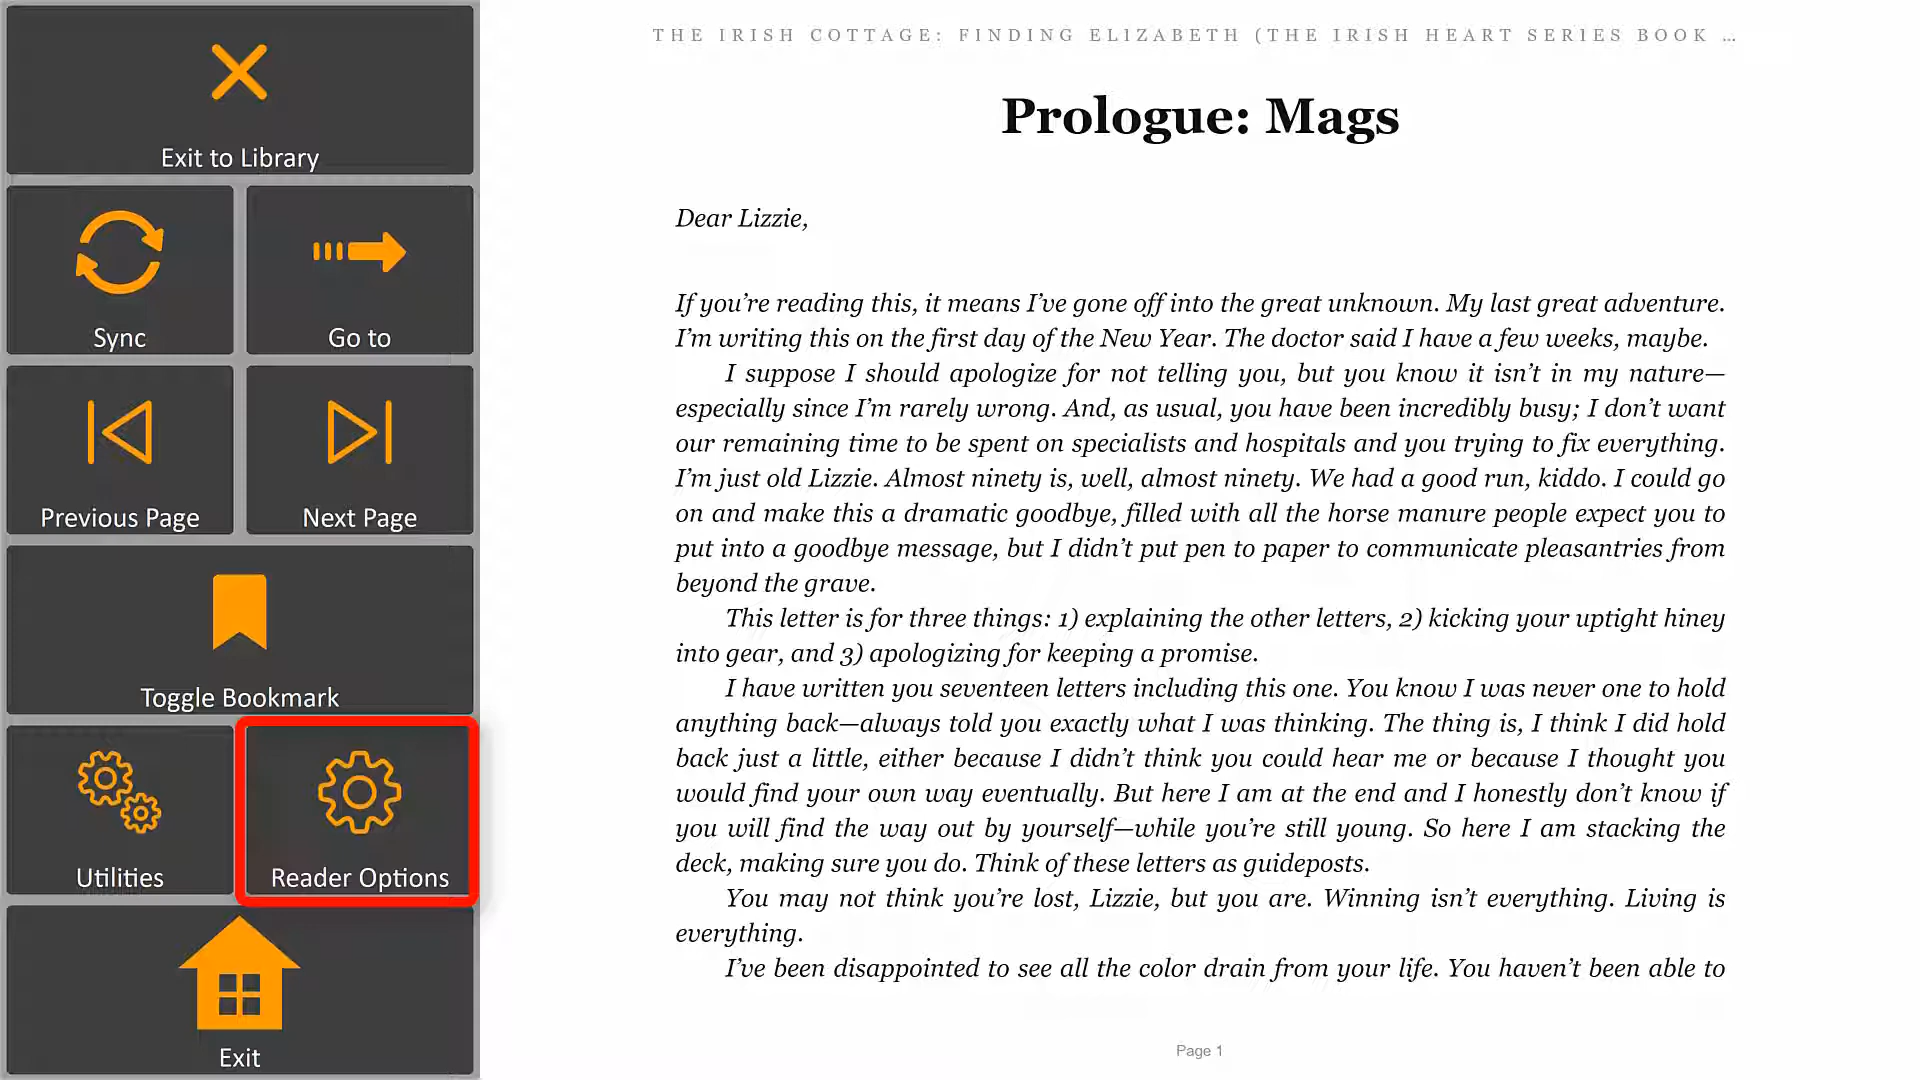 Exit to Library
Sync
Go to
Previous Page
Next Page
Toggle Bookmark
Utilities
Reader Options
Exit
THE IRISH COTTAGE: FINDING ELIZABETH (THE IRISH HEART SERIES BOOK ...
Prologue: Mags
Dear Lizzie,
If you're reading this, it means I've gone off into the great unknown. My last great adventure.
I'm writing this on the first day of the New Year. The doctor said I have a few weeks, maybe.
I suppose I should apologize for not telling you, but you know it isn't in my nature—
especially since I'm rarely wrong. And, as usual, you have been incredibly busy; I don't want
our remaining time to be spent on specialists and hospitals and you trying to fix everything.
I'm just old Lizzie. Almost ninety is, well, almost ninety. We had a good run, kiddo. I could go
on and make this a dramatic goodbye, filled with all the horse manure people expect you to
put into a goodbye message, but I didn't put pen to paper to communicate pleasantries from
beyond the grave.
This letter is for three things: 1) explaining the other letters, 2) kicking your uptight hiney
into gear, and 3) apologizing for keeping a promise.
I have written you seventeen letters including this one. You know I was never one to hold
anything back—always told you exactly what I was thinking. The thing is, I think I did hold
back just a little, either because I didn't think you could hear me or because I thought you
would find your own way eventually. But here I am at the end and I honestly don't know if
you will find the way out by yourself—while you're still young. So here I am stacking the
deck, making sure you do. Think of these letters as guideposts.
You may not think you're lost, Lizzie, but you are. Winning isn't everything. Living is
everything.
I've been disappointed to see all the color drain from your life. You haven't been able to
Page 1